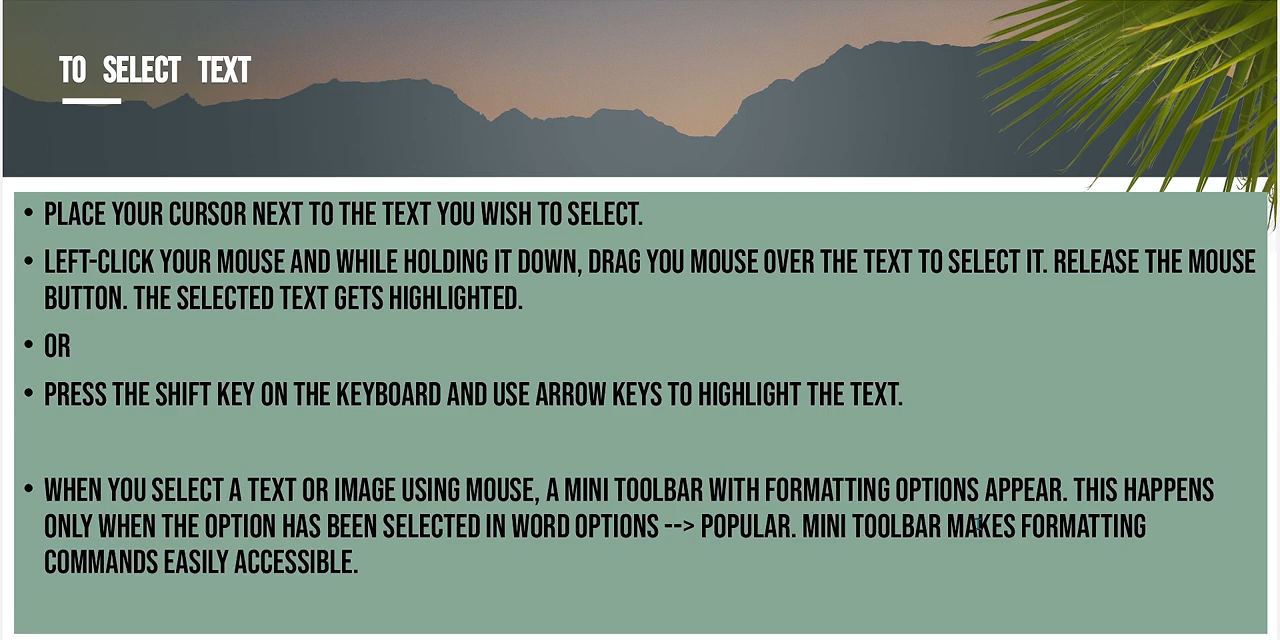 TO SELECT TEXT
• PLACE YOUR CURSOR NEXT TO THE TEXT YOU WISH TO SELECT.
• LEFT-CLICK YOUR MOUSE AND WHILE HOLDING IT DOWN, DRAG YOU MOUSE OVER THE TEXT TO SELECT IT. RELEASE THE MOUSE
BUTTON. THE SELECTED TEXT GETS HIGHLIGHTED.
• OR
• PRESS THE SHIFT KEY ON THE KEYBOARD AND USE ARROW KEYS TO HIGHLIGHT THE TEXT.
• WHEN YOU SELECT A TEXT OR IMAGE USING MOUSE, A MINI TOOLBAR WITH FORMATTING OPTIONS APPEAR. THIS HAPPENS
ONLY WHEN THE OPTION HAS BEEN SELECTED IN WORD OPTIONS --> POPULAR. MINI TOOLBAR MAKES FORMATTING
COMMANDS EASILY ACCESSIBLE.